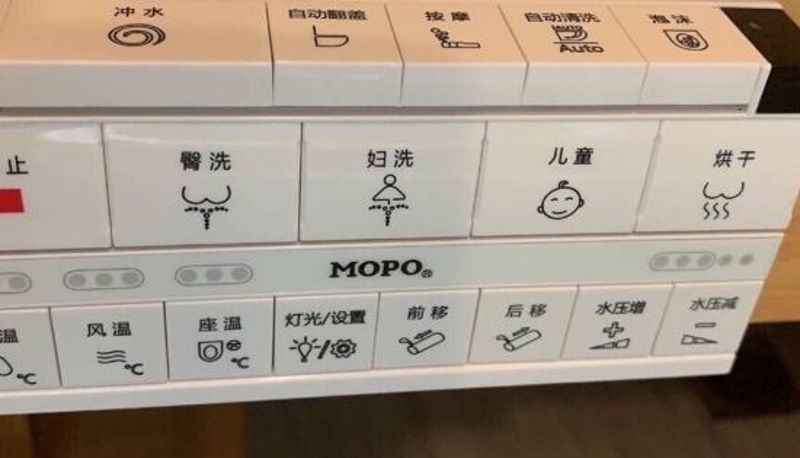 冲水
自动翻盖
按摩
自动清洗
Auto
泡沫
止
臀洗
妇洗
儿童
烘干
MOPO®
温
℃
风温
℃
座温
℃
灯光/设置
前移
后移
水压增
水压减